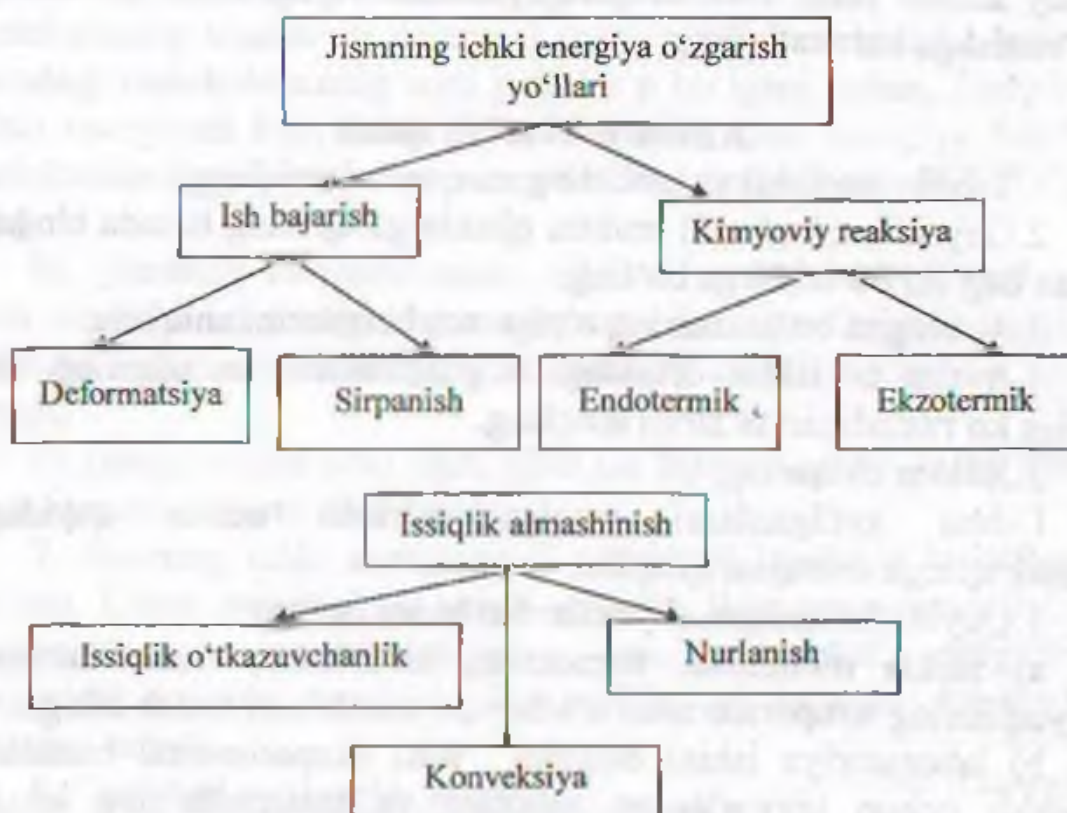 Jismning ichki energiya o‘zgarish
yo‘llari
Ish bajarish
Kimyoviy reaksiya
Deformatsiya
Sirpanish
Endotermik
Ekzotermik
Issiqlik almashinish
Issiqlik o‘tkazuvchanlik
Nurlanish
Konveksiya